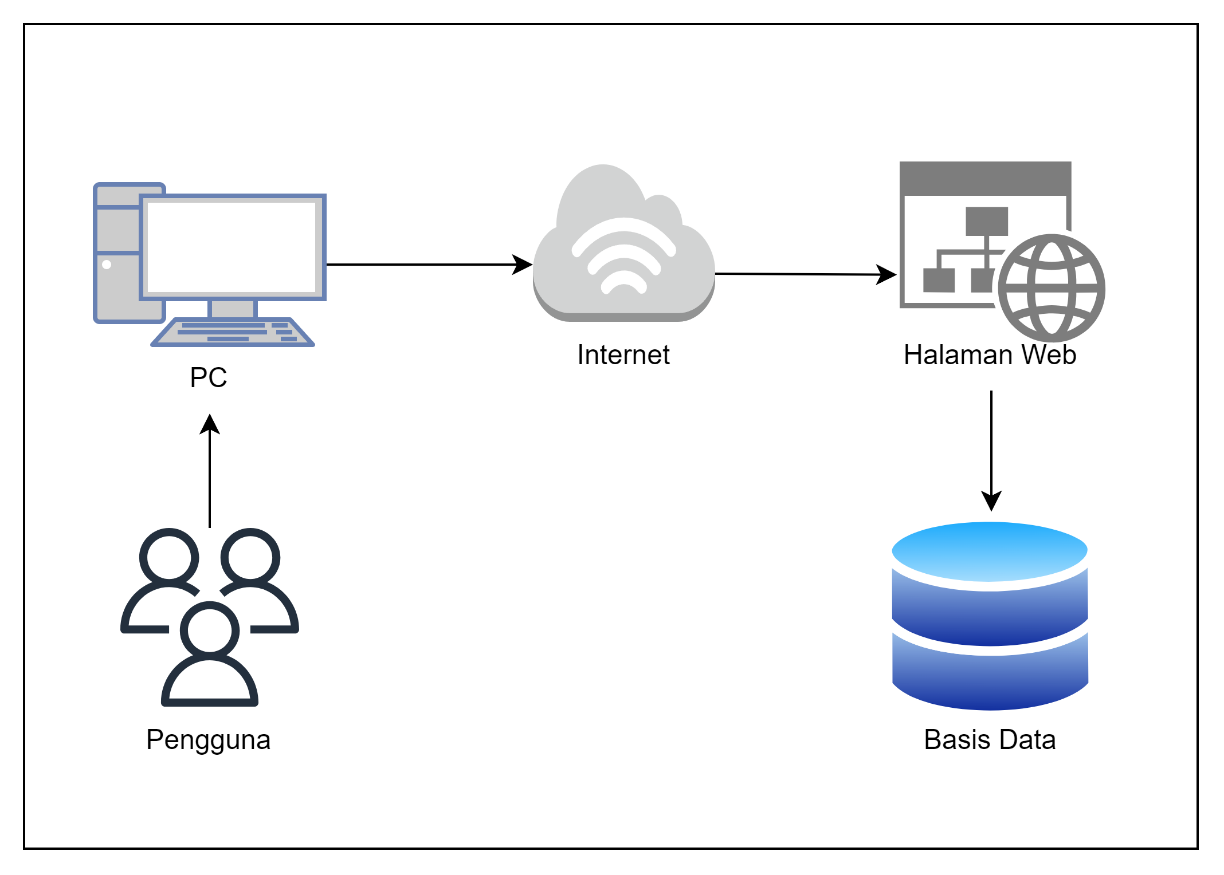 PC
Internet
Halaman Web
Pengguna
Basis Data